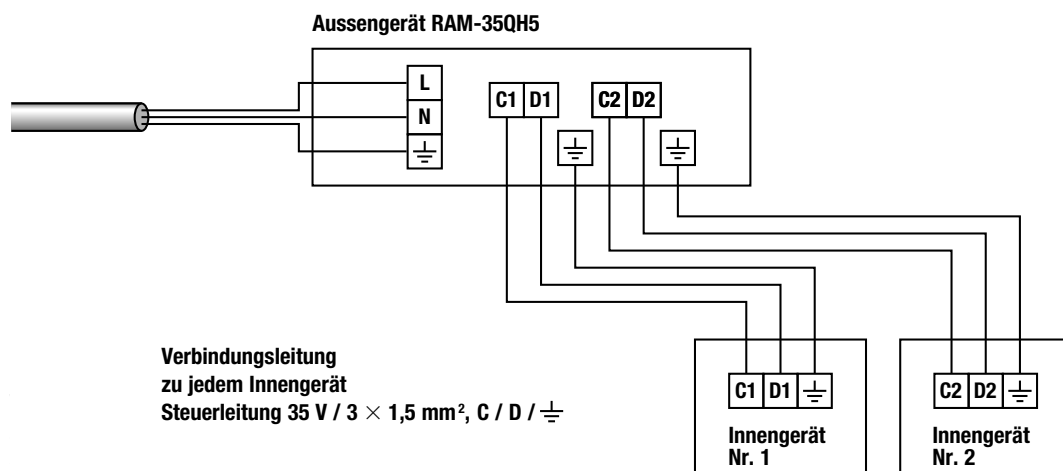 Aussengerät RAM-35QH5
L
N
C1 D1
C2 D2
Verbindungsleitung
zu jedem Innengerät
Steuerleitung 35 V / 3 × 1,5 mm², C / D / ⏚
C1 D1 ⏚
Innengerät
Nr. 1
C2 D2 ⏚
Innengerät
Nr. 2